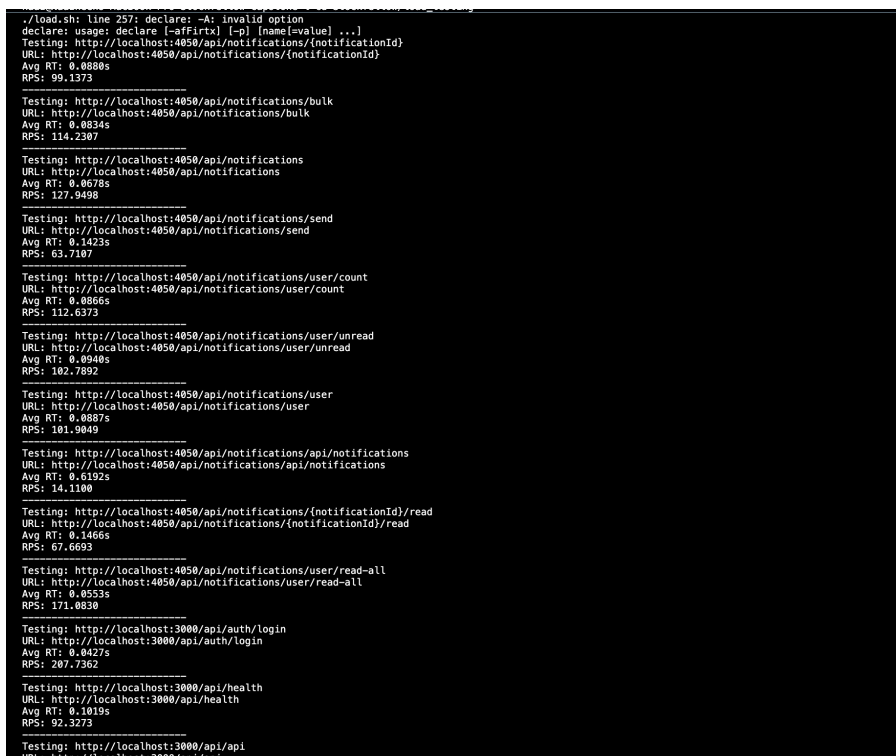 ./load.sh: line 257: declare: -A: invalid option
declare: usage: declare [-afFirtx] [-p] [name[=value] ...]
Testing: http://localhost:4050/api/notifications/{notificationId}
URL: http://localhost:4050/api/notifications/{notificationId}
Avg RT: 0.0880s
RPS: 99.1373
----------------------------
Testing: http://localhost:4050/api/notifications/bulk
URL: http://localhost:4050/api/notifications/bulk
Avg RT: 0.0834s
RPS: 114.2307
----------------------------
Testing: http://localhost:4050/api/notifications
URL: http://localhost:4050/api/notifications
Avg RT: 0.0678s
RPS: 127.9498
----------------------------
Testing: http://localhost:4050/api/notifications/send
URL: http://localhost:4050/api/notifications/send
Avg RT: 0.1423s
RPS: 63.7107
----------------------------
Testing: http://localhost:4050/api/notifications/user/count
URL: http://localhost:4050/api/notifications/user/count
Avg RT: 0.0866s
RPS: 112.6373
----------------------------
Testing: http://localhost:4050/api/notifications/user/unread
URL: http://localhost:4050/api/notifications/user/unread
Avg RT: 0.0940s
RPS: 102.7892
----------------------------
Testing: http://localhost:4050/api/notifications/user
URL: http://localhost:4050/api/notifications/user
Avg RT: 0.0887s
RPS: 101.9049
----------------------------
Testing: http://localhost:4050/api/notifications/api/notifications
URL: http://localhost:4050/api/notifications/api/notifications
Avg RT: 0.6192s
RPS: 14.1100
----------------------------
Testing: http://localhost:4050/api/notifications/{notificationId}/read
URL: http://localhost:4050/api/notifications/{notificationId}/read
Avg RT: 0.1466s
RPS: 67.6693
----------------------------
Testing: http://localhost:4050/api/notifications/user/read-all
URL: http://localhost:4050/api/notifications/user/read-all
Avg RT: 0.0553s
RPS: 171.0830
----------------------------
Testing: http://localhost:3000/api/auth/login
URL: http://localhost:3000/api/auth/login
Avg RT: 0.0427s
RPS: 207.7362
----------------------------
Testing: http://localhost:3000/api/health
URL: http://localhost:3000/api/health
Avg RT: 0.1019s
RPS: 92.3273
----------------------------
Testing: http://localhost:3000/api/api